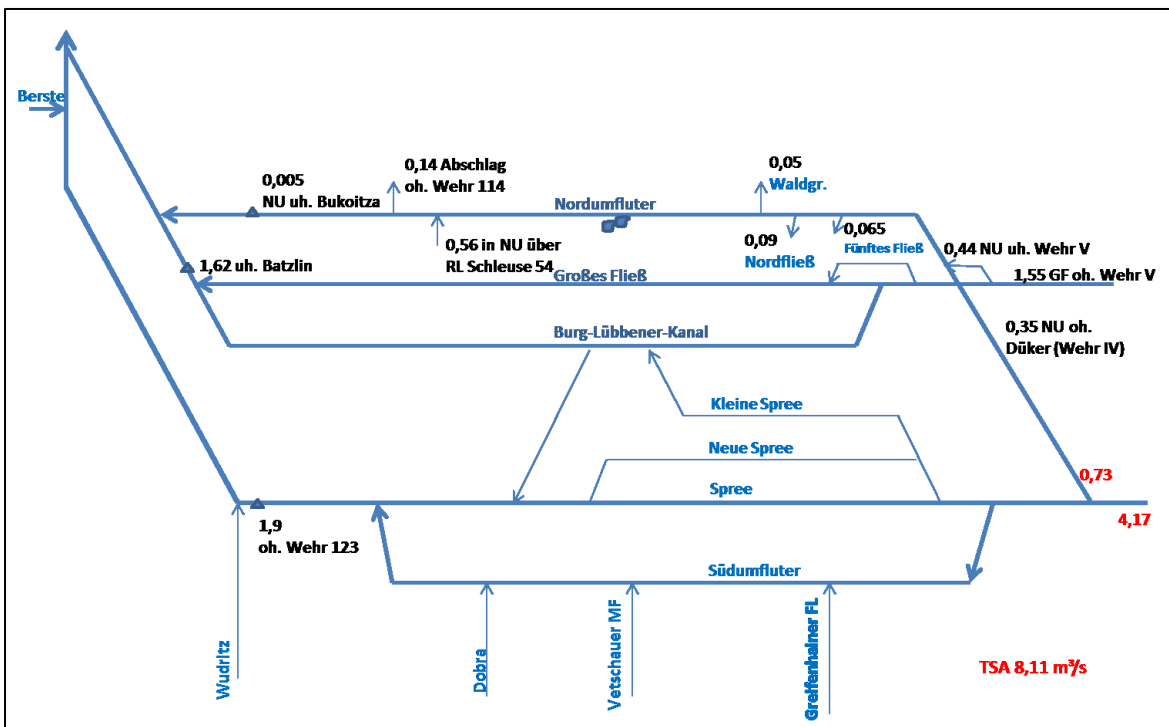 Berste
0,005
NU uh. Bukoitza
0,14 Abschlag
oh. Wehr 114
0,05
Waldgr.
Nordumfluter
0,56 in NU über
RL Schleuse 54
0,09
Nordfließ
0,065
Fünftes Fließ
0,44 NU uh. Wehr V
1,62 uh. Batzlin
Großes Fließ
1,55 GF oh. Wehr V
0,35 NU oh.
Düker (Wehr IV)
Burg-Lübbener-Kanal
Kleine Spree
Neue Spree
Spree
0,73
4,17
1,9
oh. Wehr 123
Südumfluter
Wudritz
Dobra
Vetschauer MF
Greifenhainer FL
TSA 8,11 m³/s